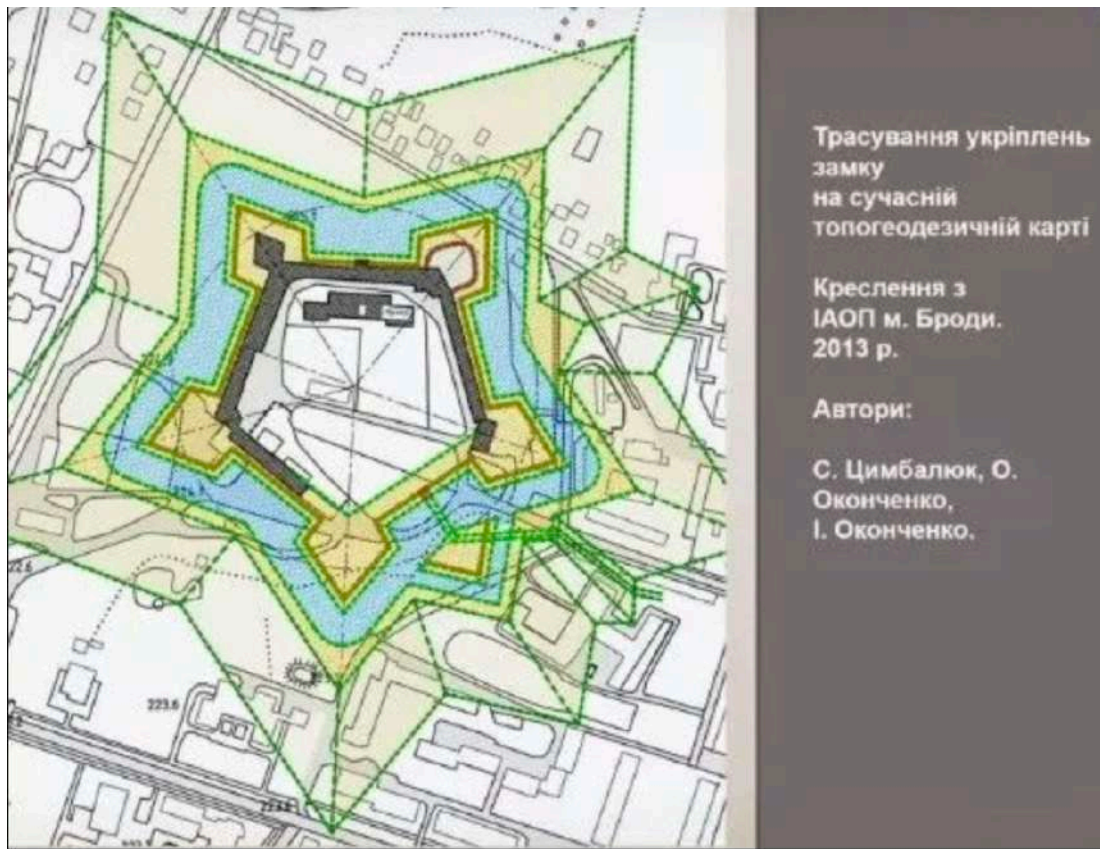 Трасування укріплень
замку
на сучасній
топогеодезичній карті
Креслення з
ІАОП м. Броди.
2013 р.
Автори:
С. Цимбалюк, О.
Оконченко,
І. Оконченко.
223.6